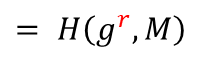 = H(g^r, M)